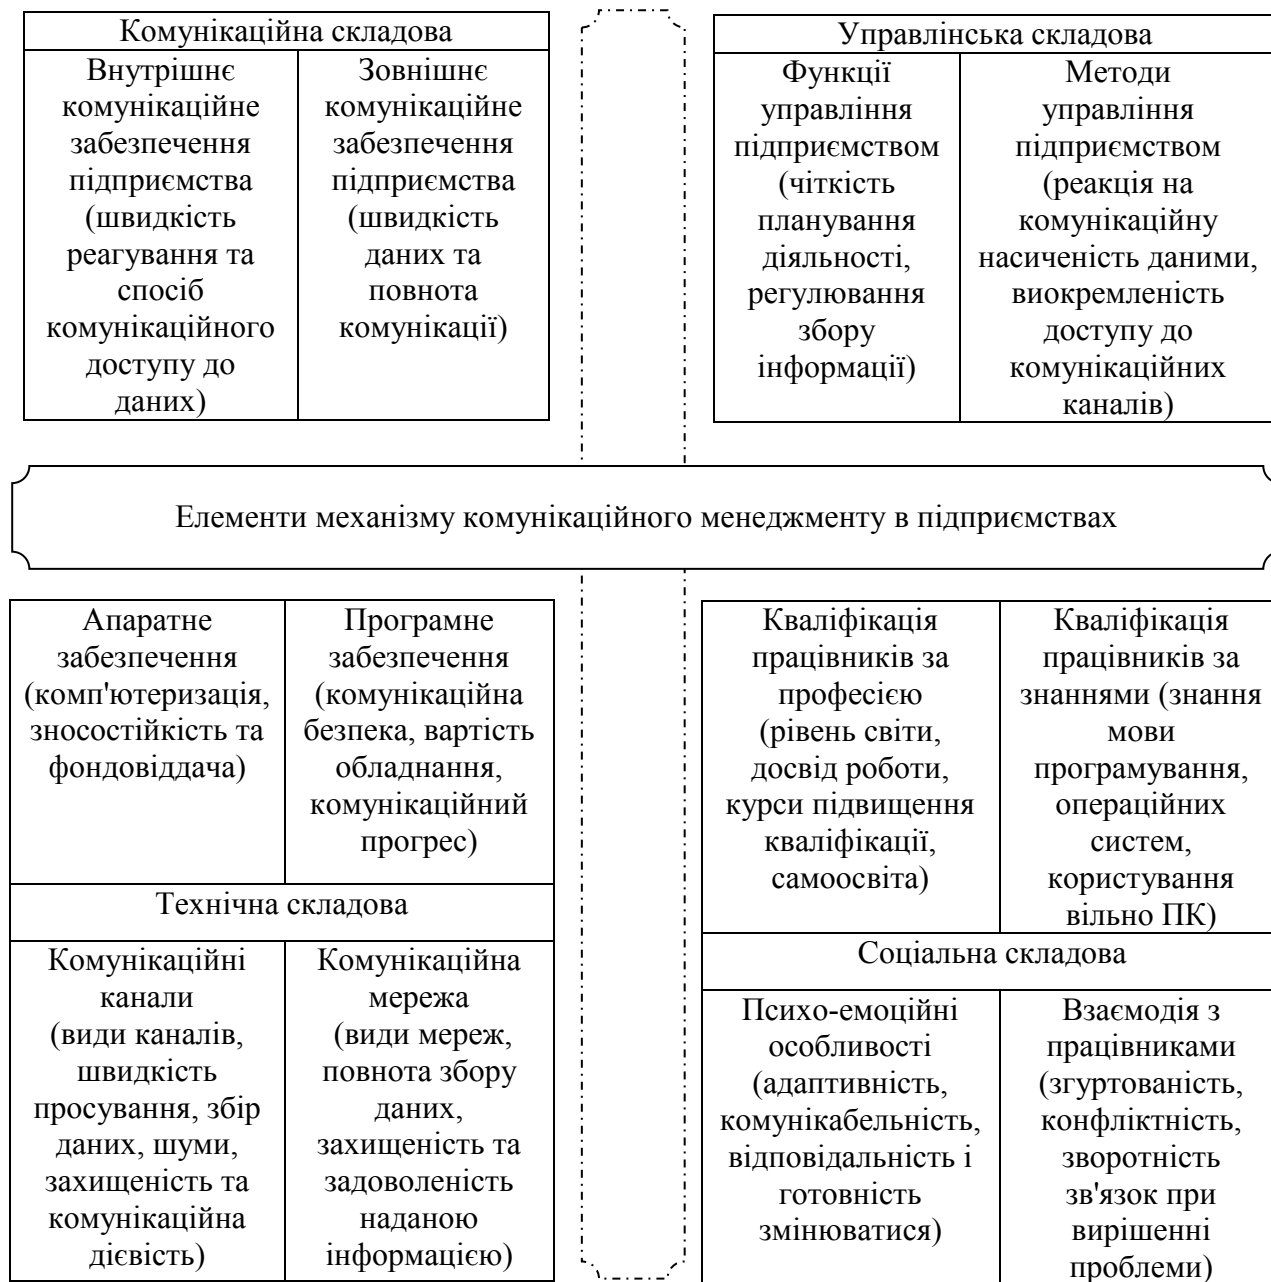 Комунікаційна складова
Внутрішнє
комунікаційне
забезпечення
підприємства
(швидкість
реагування та
спосіб
комунікаційного
доступу до
даних)
Зовнішнє
комунікаційне
забезпечення
підприємства
(швидкість
даних та
повнота
комунікації)
Управлінська складова
Функції
управління
підприємством
(чіткість
планування
діяльності,
регулювання
збору
інформації)
Методи
управління
підприємством
(реакція на
комунікаційну
насиченість даними,
виокремленість
доступу до
комунікаційних
каналів)
Елементи механізму комунікаційного менеджменту в підприємствах
Апаратне
забезпечення
(комп'ютеризація,
зносостійкість та
фондовіддача)
Програмне
забезпечення
(комунікаційна
безпека, вартість
обладнання,
комунікаційний
прогрес)
Технічна складова
Комунікаційні
канали
(види каналів,
швидкість
просування, збір
даних, шуми,
захищеність та
комунікаційна
дієвість)
Комунікаційна
мережа
(види мереж,
повнота збору
даних,
захищеність та
задоволеність
наданою
інформацією)
Кваліфікація
працівників за
професією
(рівень світи,
досвід роботи,
курси підвищення
кваліфікації,
самоосвіта)
Кваліфікація
працівників за
знаннями (знання
мови
програмування,
операційних
систем,
користування
вільно ПК)
Соціальна складова
Психо-емоційні
особливості
(адаптивність,
комунікабельність,
відповідальність і
готовність
змінюватися)
Взаємодія з
працівниками
(згуртованість,
конфліктність,
зворотність
зв'язок при
вирішенні
проблеми)